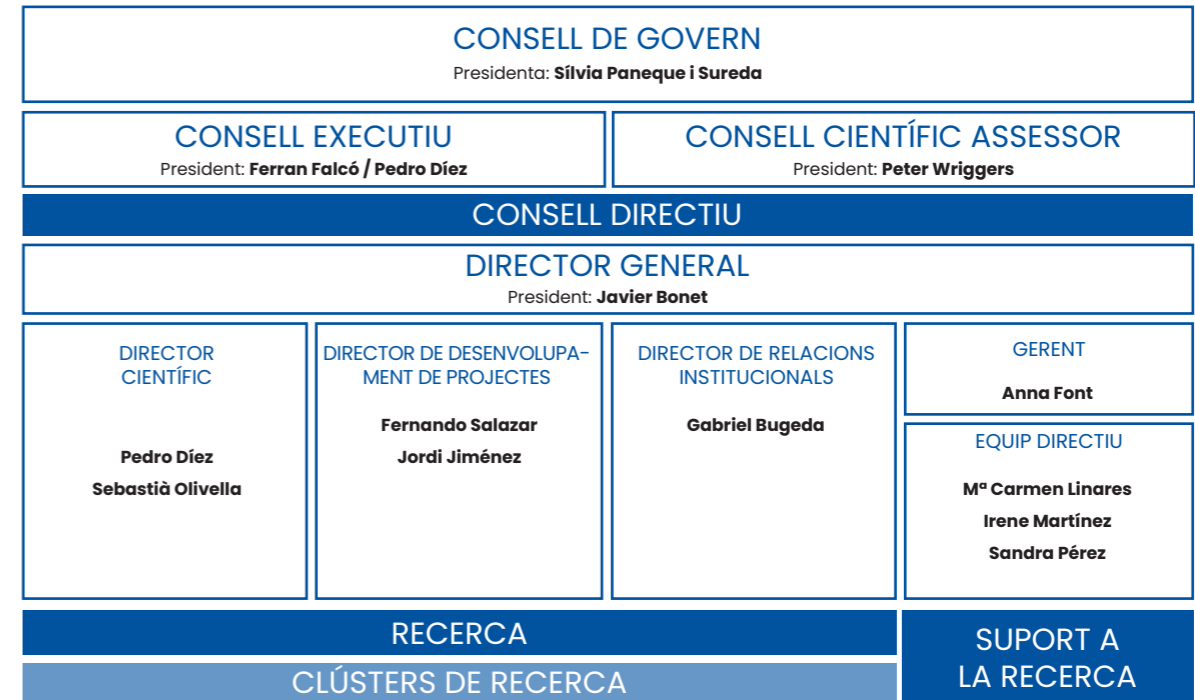 CONSELL DE GOVERN
Presidenta: Sílvia Paneque i Sureda
CONSELL EXECUTIU
President: Ferran Falcó / Pedro Díez
CONSELL CIENTÍFIC ASSESSOR
President: Peter Wriggers
CONSELL DIRECTIU
DIRECTOR GENERAL
President: Javier Bonet
DIRECTOR
CIENTÍFIC
Pedro Díez
Sebastià Olivella
DIRECTOR DE DESENVOLUPA-
MENT DE PROJECTES
Fernando Salazar
Jordi Jiménez
DIRECTOR DE RELACIONS
INSTITUCIONALS
Gabriel Bugeda
GERENT
Anna Font
EQUIP DIRECTIU
Mª Carmen Linares
Irene Martínez
Sandra Pérez
RECERCA
CLÚSTERS DE RECERCA
SUPORT A
LA RECERCA